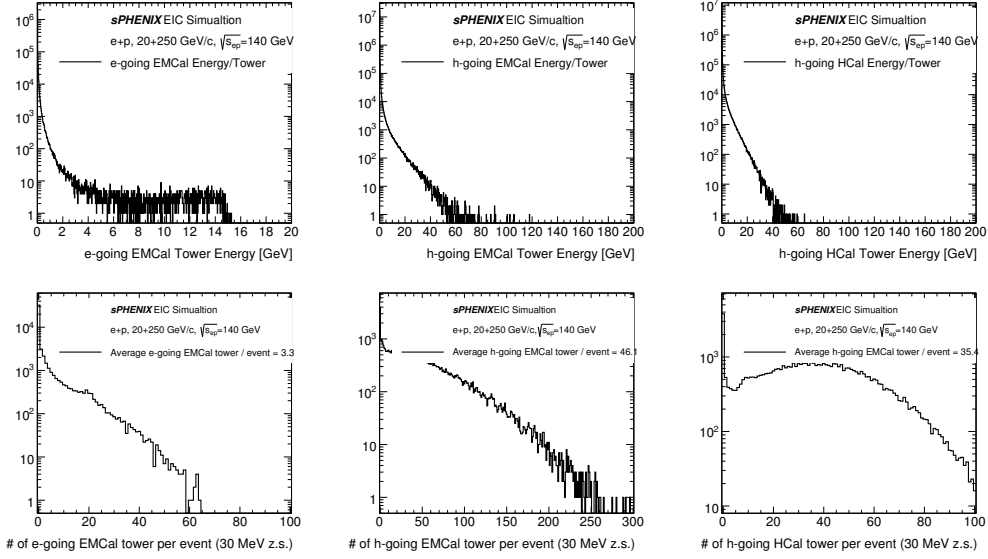 sPHENIX EIC Simualtion
e+p, 20+250 GeV/c, √s_ep=140 GeV
e-going EMCal Energy/Tower
10^6
10^5
10^4
10^3
10^2
10
1
0 2 4 6 8 10 12 14 16 18 20
e-going EMCal Tower Energy [GeV]
sPHENIX EIC Simualtion
e+p, 20+250 GeV/c, √s_ep=140 GeV
h-going EMCal Energy/Tower
10^7
10^6
10^5
10^4
10^3
10^2
10
1
0 20 40 60 80 100 120 140 160 180 200
h-going EMCal Tower Energy [GeV]
sPHENIX EIC Simualtion
e+p, 20+250 GeV/c, √s_ep=140 GeV
h-going HCal Energy/Tower
10^7
10^6
10^5
10^4
10^3
10^2
10
1
0 20 40 60 80 100 120 140 160 180 200
h-going HCal Tower Energy [GeV]
sPHENIX EIC Simualtion
e+p, 20+250 GeV/c, √s_ep=140 GeV
Average e-going EMCal tower / event = 3.3
10^4
10^3
10^2
10
1
0 20 40 60 80 100
# of e-going EMCal tower per event (30 MeV z.s.)
sPHENIX EIC Simualtion
e+p, 20+250 GeV/c, √s_ep=140 GeV
Average h-going EMCal tower / event = 46.1
10^3
10^2
10
1
0 50 100 150 200 250 300
# of h-going EMCal tower per event (30 MeV z.s.)
sPHENIX EIC Simualtion
e+p, 20+250 GeV/c, √s_ep=140 GeV
Average h-going HCal tower / event = 35.4
10^3
10^2
10
0 20 40 60 80 100
# of h-going HCal tower per event (30 MeV z.s.)